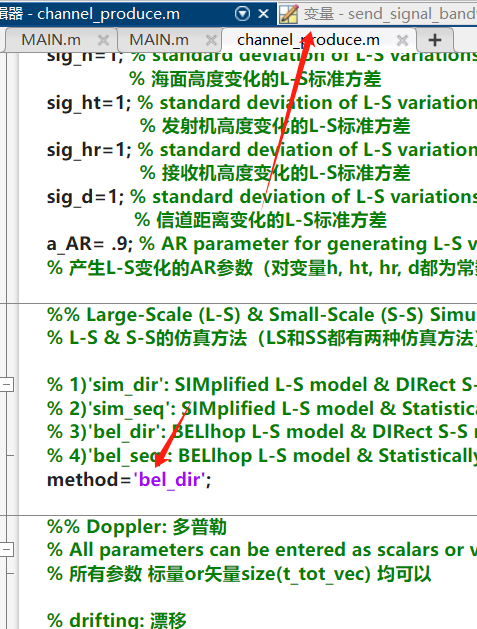 編輯器 - channel_produce.m
变量 - send_signal_band
MAIN.m MAIN.m channel_produce.m
sig_h=1; % standard deviation of L-S variations
% 海面高度变化的L-S标准方差
sig_ht=1; % standard deviation of L-S variations
% 发射机高度变化的L-S标准方差
sig_hr=1; % standard deviation of L-S variation
% 接收机高度变化的L-S标准方差
sig_d=1; % standard deviation of L-S variations
% 信道距离变化的L-S标准方差
a_AR= .9; % AR parameter for generating L-S v
% 产生L-S变化的AR参数（对变量h, ht, hr, d都为常数
%% Large-Scale (L-S) & Small-Scale (S-S) Simu
% L-S & S-S的仿真方法（LS和SS都有两种仿真方法）
% 1)'sim_dir': SIMplified L-S model & DIRect S-
% 2)'sim_seq': SIMplified L-S model & Statistica
% 3)'bel_dir': BELlhop L-S model & DIRect S-S m
% 4)'bel_seq': BELlhop L-S model & Statistically
method='bel_dir';
%% Doppler: 多普勒
% All parameters can be entered as scalars or v
% 所有参数 标量or矢量size(t_tot_vec) 均可以
% drifting: 漂移